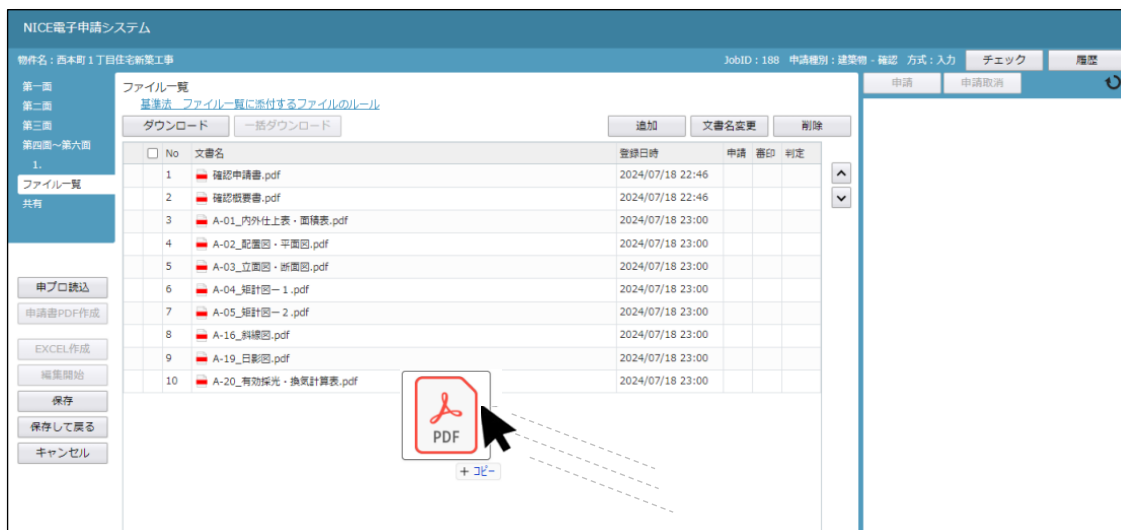 NICE電子申請システム
物件名：西本町１丁目住宅新築工事
JobID：188 申請種別：建築物 - 確認 方式：入力 チェック 履歴
第一面
第二面
第三面
第四面～第六面
1.
ファイル一覧
共有
申プロ読込
申請書PDF作成
EXCEL作成
編集開始
保存
保存して戻る
キャンセル
ファイル一覧
基準法 ファイル一覧に添付するファイルのルール
ダウンロード 一括ダウンロード 追加 文書名変更 削除
No 文書名 登録日時 申請 審印 判定
1 確認申請書.pdf 2024/07/18 22:46
2 確認概要書.pdf 2024/07/18 22:46
3 A-01_内外仕上表・面積表.pdf 2024/07/18 23:00
4 A-02_配置図・平面図.pdf 2024/07/18 23:00
5 A-03_立面図・断面図.pdf 2024/07/18 23:00
6 A-04_矩計図ー１.pdf 2024/07/18 23:00
7 A-05_矩計図ー２.pdf 2024/07/18 23:00
8 A-16_斜線図.pdf 2024/07/18 23:00
9 A-19_日影図.pdf 2024/07/18 23:00
10 A-20_有効採光・換気計算表.pdf 2024/07/18 23:00
PDF
+ コピー
申請 申請取消